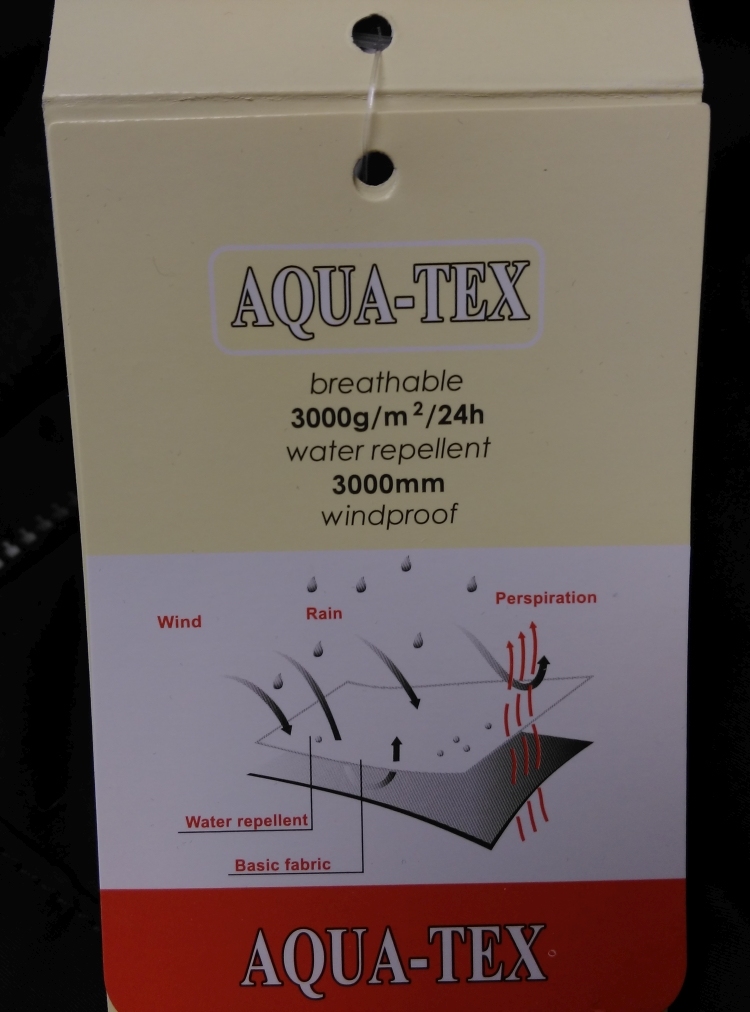 AQUA-TEX
breathable
3000g/m²/24h
water repellent
3000mm
windproof
Wind
Rain
Perspiration
Water repellent
Basic fabric
AQUA-TEX